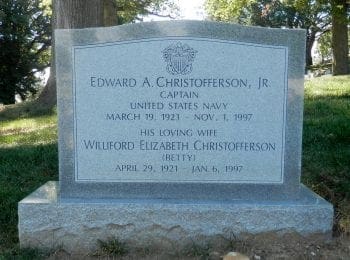 EDWARD A. CHRISTOFFERSON, JR.
CAPTAIN
UNITED STATES NAVY
MARCH 19, 1923 - NOV. 1, 1997
HIS LOVING WIFE
WILLIFORD ELIZABETH CHRISTOFFERSON
(BETTY)
APRIL 29, 1921 - JAN. 6, 1997